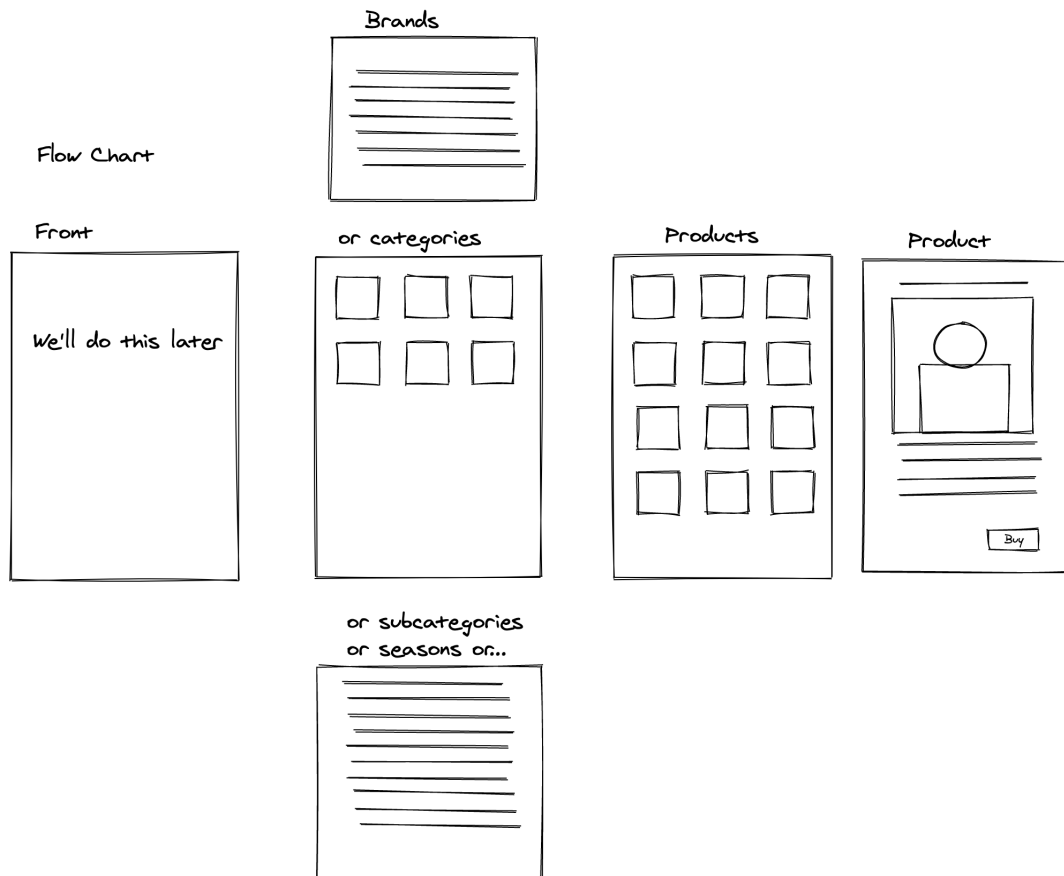 Brands
Flow Chart
Front
or categories
Products
Product
We'll do this later
Buy
or subcategories
or seasons or...